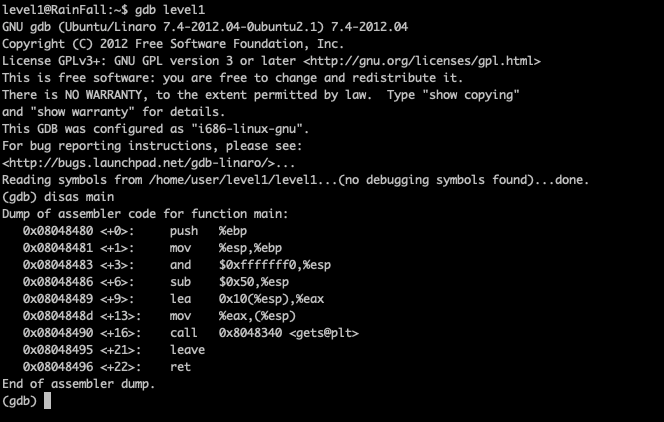 level1@RainFall:~$ gdb level1
GNU gdb (Ubuntu/Linaro 7.4-2012.04-0ubuntu2.1) 7.4-2012.04
Copyright (C) 2012 Free Software Foundation, Inc.
License GPLv3+: GNU GPL version 3 or later <http://gnu.org/licenses/gpl.html>
This is free software: you are free to change and redistribute it.
There is NO WARRANTY, to the extent permitted by law.  Type "show copying"
and "show warranty" for details.
This GDB was configured as "i686-linux-gnu".
For bug reporting instructions, please see:
<http://bugs.launchpad.net/gdb-linaro/>...
Reading symbols from /home/user/level1/level1...(no debugging symbols found)...done.
(gdb) disas main
Dump of assembler code for function main:
   0x08048480 <+0>:	push   %ebp
   0x08048481 <+1>:	mov    %esp,%ebp
   0x08048483 <+3>:	and    $0xfffffff0,%esp
   0x08048486 <+6>:	sub    $0x50,%esp
   0x08048489 <+9>:	lea    0x10(%esp),%eax
   0x0804848d <+13>:	mov    %eax,(%esp)
   0x08048490 <+16>:	call   0x8048340 <gets@plt>
   0x08048495 <+21>:	leave
   0x08048496 <+22>:	ret
End of assembler dump.
(gdb)